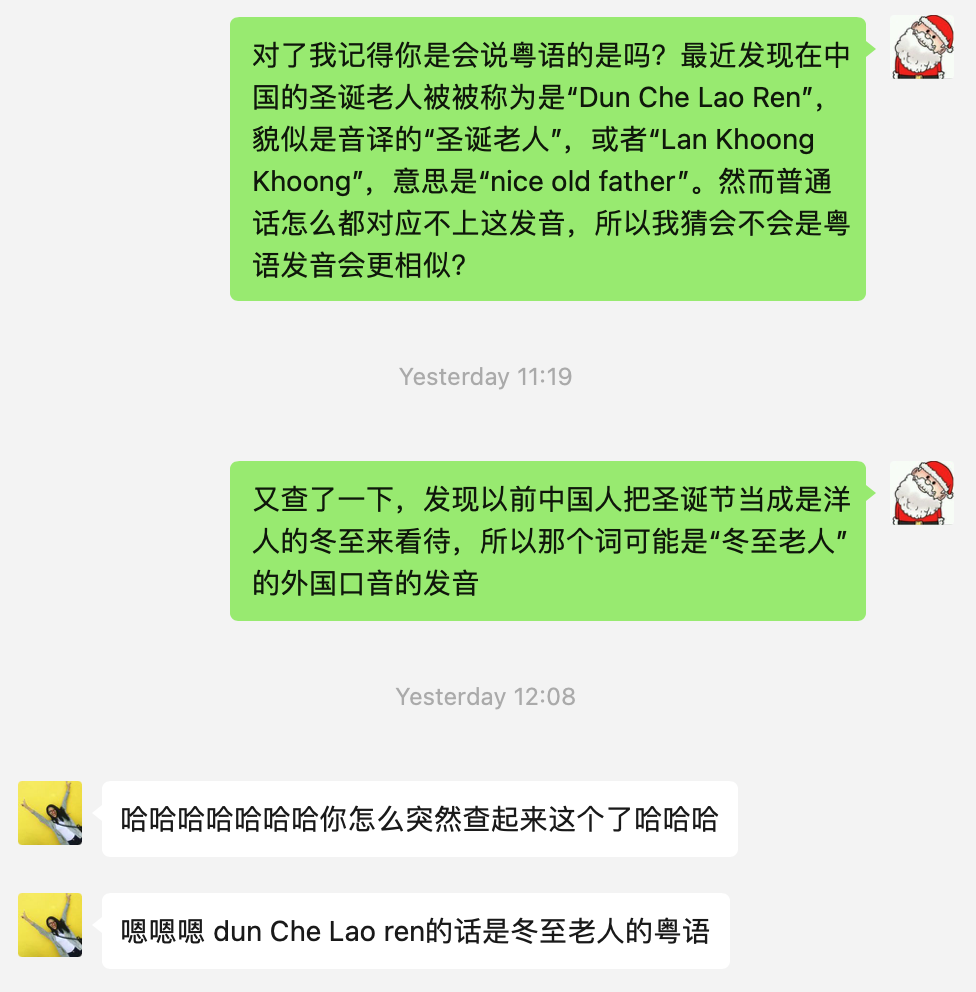 对了我记得你是会说粤语的是吗？最近发现在中
国的圣诞老人被被称为是“Dun Che Lao Ren”，
貌似是音译的“圣诞老人”，或者“Lan Khoong
Khoong”，意思是“nice old father”。然而普通
话怎么都对应不上这发音，所以我猜会不会是粤
语发音会更相似？
Yesterday 11:19
又查了一下，发现以前中国人把圣诞节当成是洋
人的冬至来看待，所以那个词可能是“冬至老人”
的外国口音的发音
Yesterday 12:08
哈哈哈哈哈哈哈你怎么突然查起来这个了哈哈哈
嗯嗯嗯 dun Che Lao ren的话是冬至老人的粤语